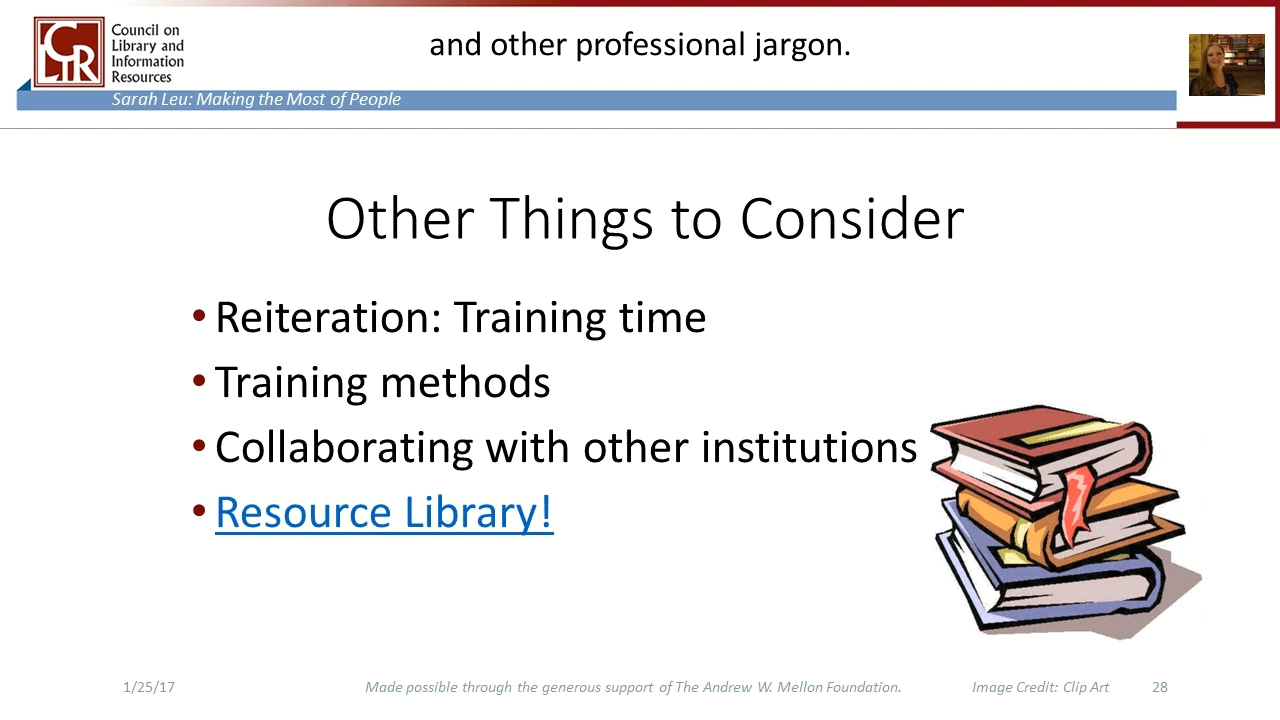 CLIR
Council on
Library and
Information
Resources
and other professional jargon.
Sarah Leu: Making the Most of People
Other Things to Consider
• Reiteration: Training time
• Training methods
• Collaborating with other institutions
• Resource Library!
1/25/17
Made possible through the generous support of The Andrew W. Mellon Foundation.
Image Credit: Clip Art
28